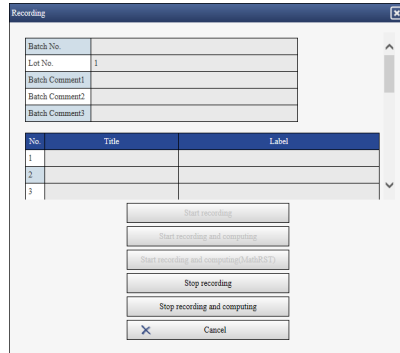 Recording
Batch No.
Lot No. 1
Batch Comment1
Batch Comment2
Batch Comment3
No. Title Label
1
2
3
Start recording
Start recording and computing
Start recording and computing(MathRST)
Stop recording
Stop recording and computing
Cancel